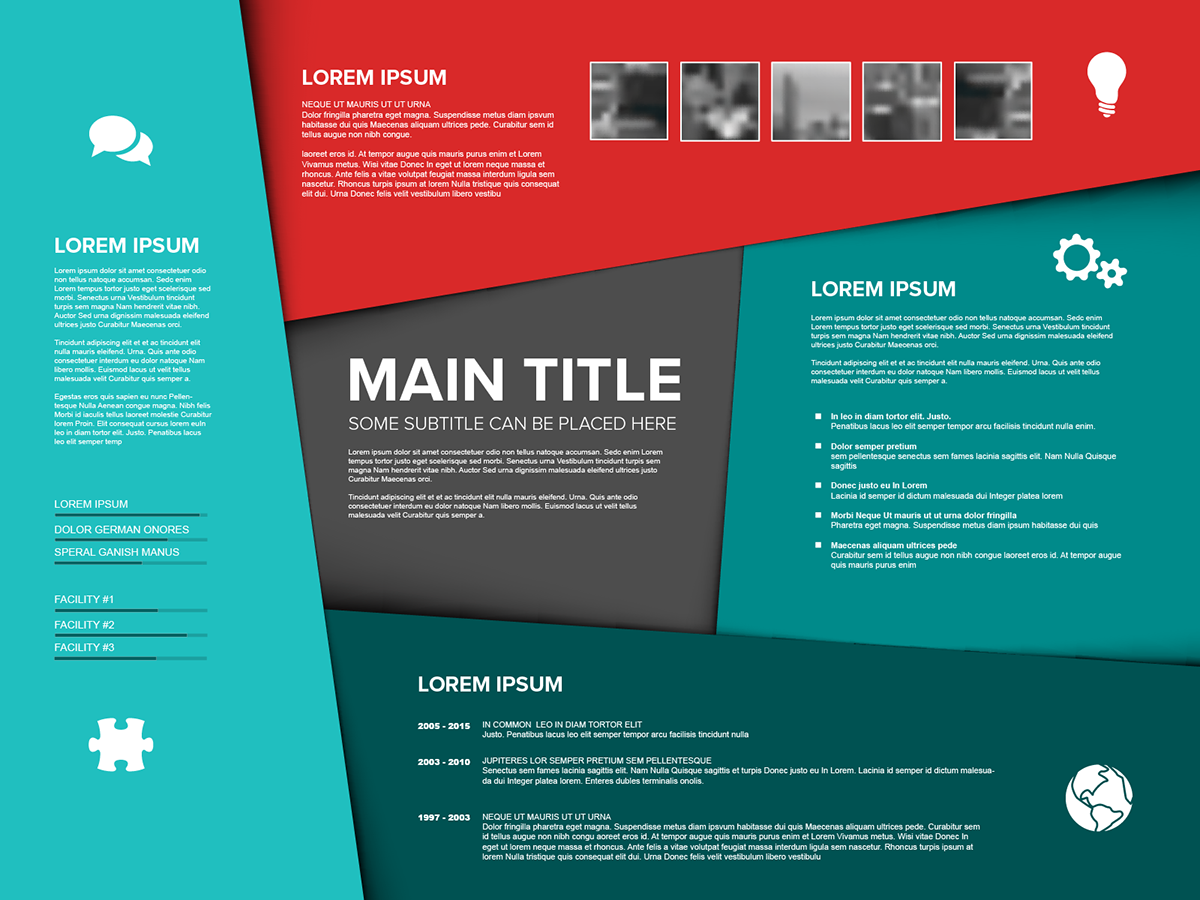 LOREM IPSUM
Lorem ipsum dolor sit amet consectetuer odio
non tellus natoque accumsan. Sedc enim
Lorem tempus diam condimentum eget sed
morbi. Senectus urna Vestibulum tincidunt
turpis sem magna Nam hendrerit vitae nibh.
Auctor Sed urna dignissim malesuada eleifend
ultrices justo Curabitur Maecenas orci.
Tincidunt adipiscing elit et ac tincidunt elit
nulla mauris eleifend. Urna. Quis ante odio
consectetuer interdum eu dolor natoque Nam
libero mollis. Euismod lacus ut velit tellus
malesuada velit Curabitur quis semper a.
Egestas eros quis sapien eu nunc Pellen-
tesque Nulla Aenean congue magna. Nibh felis
Morbi id iaculis tellus laoreet molestie Curabitur
lorem Proin. Elit consequat cursus lorem euIn
leo in diam tortor elit. Justo. Penatibus lacus
leo elit semper temp
LOREM IPSUM
DOLOR GERMAN ONORES
SPERAL GANISH MANUS
FACILITY #1
FACILITY #2
FACILITY #3
LOREM IPSUM
NEQUE UT MAURIS UT UT URNA
Dolor fringilla pharetra eget magna. Suspendisse metus diam ipsum
habitasse dui quis Maecenas aliquam ultrices pede. Curabitur sem id
tellus augue non nibh congue.
laoreet eros id. At tempor augue quis mauris purus enim et Lorem
Vivamus metus. Wisi vitae Donec In eget ut lorem neque massa et
rhoncus. Ante felis aliquam massa interdum ligula sem
nascetur. Rhoncus turpis ipsum at lorem Nulla tristique quis consequat
elit dui. Urna Donec felis velit vestibulum libero vestibu
MAIN TITLE
SOME SUBTITLE CAN BE PLACED HERE
Lorem ipsum dolor sit amet consectetuer odio non tellus natoque
accumsan. Sedc enim Lorem tempus diam condimentum eget sed
morbi. Senectus urna Vestibulum tincidunt turpis sem
magna Nam hendrerit vitae nibh. Auctor Sed urna dignissim malesuada eleifend ultrices justo
Curabitur Maecenas orci.
Tincidunt adipiscing elit et ac tincidunt elit nulla mauris eleifend. Urna. Quis ante odio
consectetuer interdum eu dolor natoque Nam libero mollis. Euismod lacus ut velit tellus
malesuada velit Curabitur quis semper a.
LOREM IPSUM
Lorem ipsum dolor sit amet consectetuer odio non tellus natoque accumsan. Sedc enim
Lorem tempus diam condimentum eget sed morbi. Senectus urna Vestibulum tincidunt
turpis sem magna Nam hendrerit vitae nibh. Auctor Sed urna dignissim malesuada eleifend
ultrices justo Curabitur Maecenas orci.
Tincidunt adipiscing elit et ac tincidunt elit nulla mauris eleifend. Urna. Quis ante odio
consectetuer interdum eu dolor natoque Nam libero mollis. Euismod lacus ut velit tellus
malesuada velit Curabitur quis semper a.
In leo in diam tortor elit. Justo.
Penatibus lacus leo elit semper tempor arcu facilisis tincidunt nulla enim.
Dolor semper pretium
sem pellentesque senectus sem fames lacinia sagittis elit. Nam Nulla Quisque
sagittis
Donec justo eu In Lorem
Lacinia id semper id dictum malesuada dui Integer platea lorem
Morbi Neque Ut mauris ut ut urna dolor fringilla
Pharetra eget magna. Suspendisse metus diam ipsum habitasse dui quis
Maecenas aliquam ultrices pede
Curabitur sem id tellus augue non nibh congue laoreet eros id. At tempor augue
quis mauris purus enim
LOREM IPSUM
2005 - 2015 IN COMMON LEO IN DIAM TORTOR ELIT
Justo. Penatibus lacus leo elit semper tempor arcu facilisis tincidunt nulla
2003 - 2010 JUPITERES LOR SEMPER PRETIUM SEM PELLENTESQUE
Senectus sem fames lacinia sagittis elit. Nam Nulla Quisque sagittis et turpis Donec justo eu In Lorem. Lacinia id semper id dictum malesua-
da dui Integer platea lorem. Enteres dubles terminalis onolis.
1997 - 2003 NEQUE UT MAURIS UT UT URNA
Dolor fringilla pharetra eget magna. Suspendisse metus diam ipsum habitasse dui quis Maecenas aliquam ultrices pede. Curabitur sem
id tellus augue non nibh congue laoreet eros id. At tempor augue quis mauris purus enim et Lorem Vivamus metus. Wisi vitae Donec In
eget ut lorem neque massa et rhoncus. Ante felis aliquam massa interdum ligula sem nascetur. Rhoncus turpis ipsum at
lorem Nulla tristique quis consequat elit dui. Urna Donec felis velit vestibulum libero vestibulu